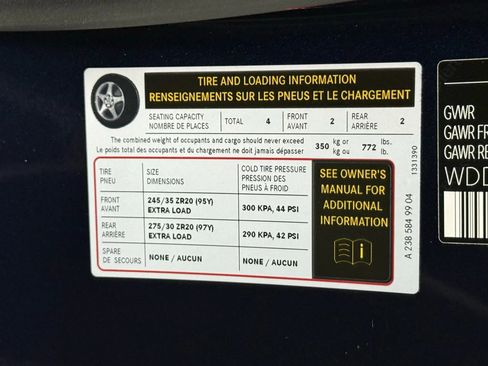 TIRE AND LOADING INFORMATION
RENSEIGNEMENTS SUR LES PNEUS ET LE CHARGEMENT
SEATING CAPACITY TOTAL 4 FRONT 2 REAR 2
NOMBRE DE PLACES AVANT ARRIÈRE
The combined weight of occupants and cargo should never exceed 350 kg or 772 lbs.
Le poids total des occupants et du chargement ne doit jamais dépasser kg ou lb.
TIRE SIZE COLD TIRE PRESSURE
PNEU DIMENSIONS PRESSION DES
PNEUS À FROID
FRONT 245/35 ZR20 (95Y) 300 KPA, 44 PSI
AVANT EXTRA LOAD
REAR 275/30 ZR20 (97Y) 290 KPA, 42 PSI
ARRIÈRE EXTRA LOAD
SPARE NONE / AUCUN NONE / AUCUN
DE SECOURS
SEE OWNER'S
MANUAL FOR
ADDITIONAL
INFORMATION
1331390
A 238 584 99 04
GVWR
GAWR FR
GAWR RE
WDD